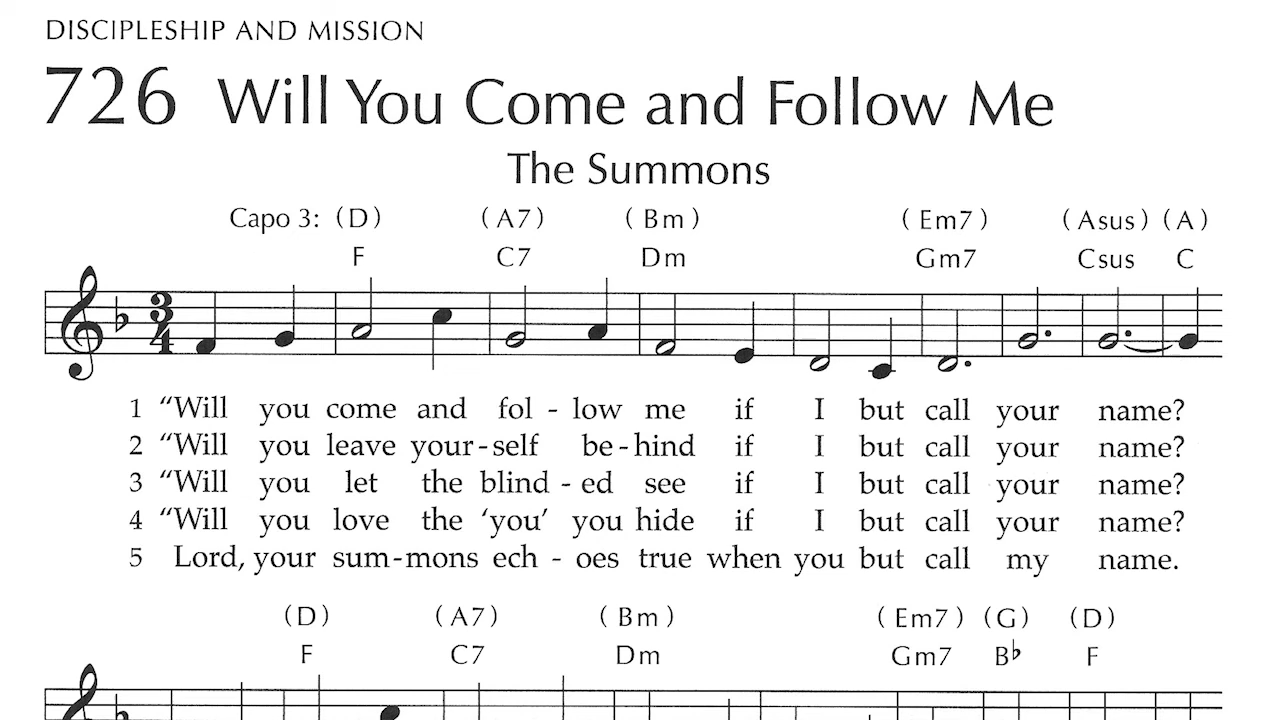 DISCIPLESHIP AND MISSION
726 Will You Come and Follow Me
The Summons
Capo 3: (D) (A7) (Bm) (Em7) (Asus) (A)
F C7 Dm Gm7 Csus C
3
4
1 “Will you come and fol - low me if I but call your name?
2 “Will you leave your-self be-hind if I but call your name?
3 “Will you let the blind - ed see if I but call your name?
4 “Will you love the ‘you’ you hide if I but call your name?
5 Lord, your sum-mons ech - oes true when you but call my name.
(D) (A7) (Bm) (Em7) (G) (D)
F C7 Dm Gm7 B♭ F